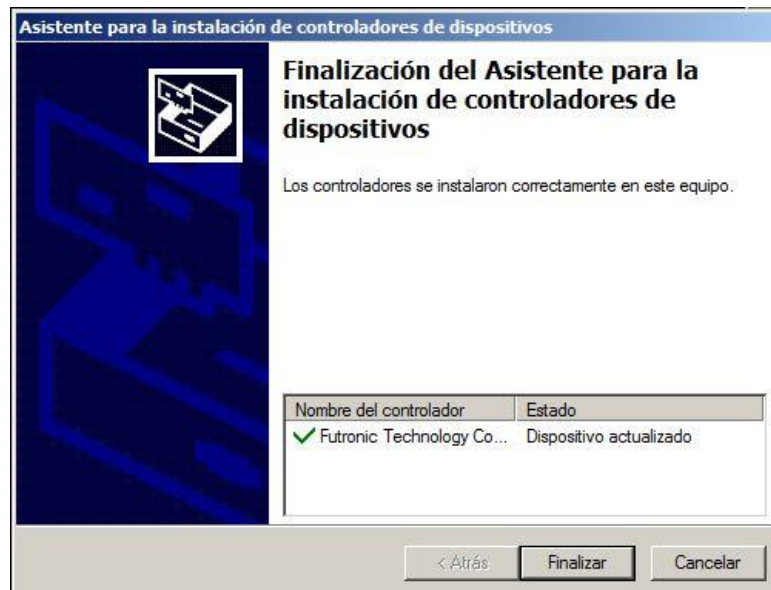 Asistente para la instalación de controladores de dispositivos
Finalización del Asistente para la
instalación de controladores de
dispositivos
Los controladores se instalaron correctamente en este equipo.
Nombre del controlador Estado
Futronic Technology Co... Dispositivo actualizado
< Atrás Finalizar Cancelar